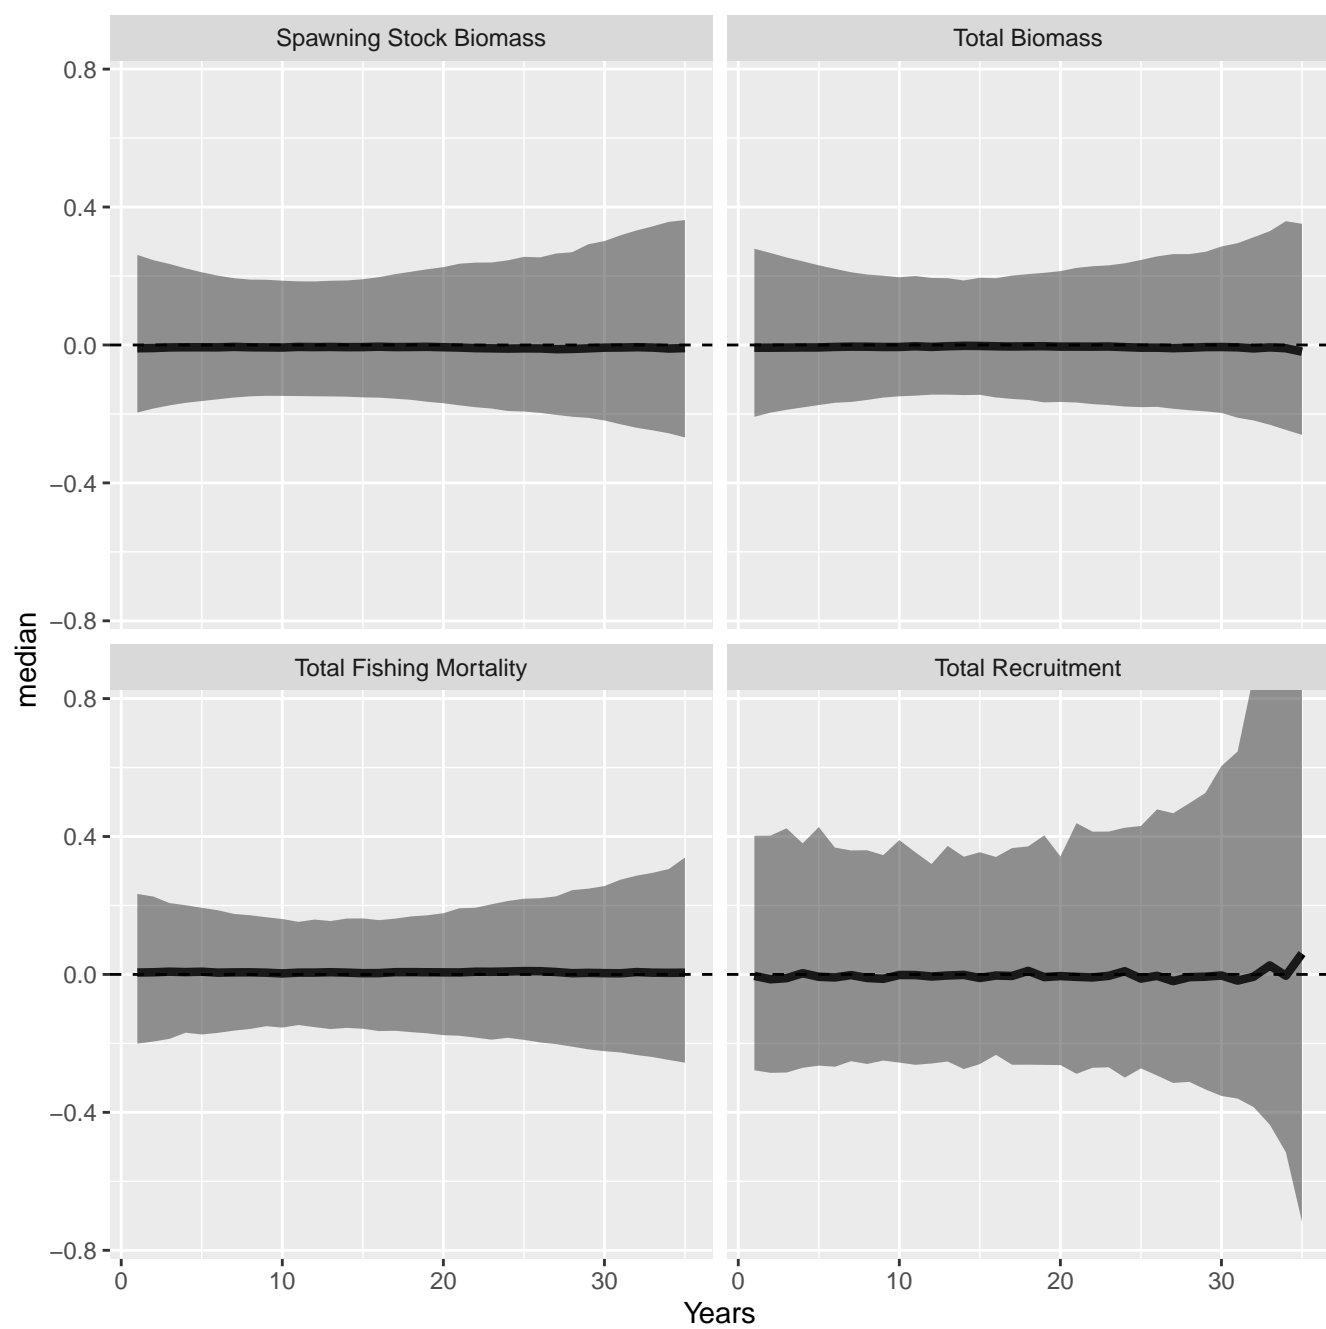 Spawning Stock Biomass
Total Biomass
0.8
0.4
0.0
−0.4
−0.8
median
Total Fishing Mortality
Total Recruitment
0.8
0.4
0.0
−0.4
−0.8
0 10 20 30
0 10 20 30
Years